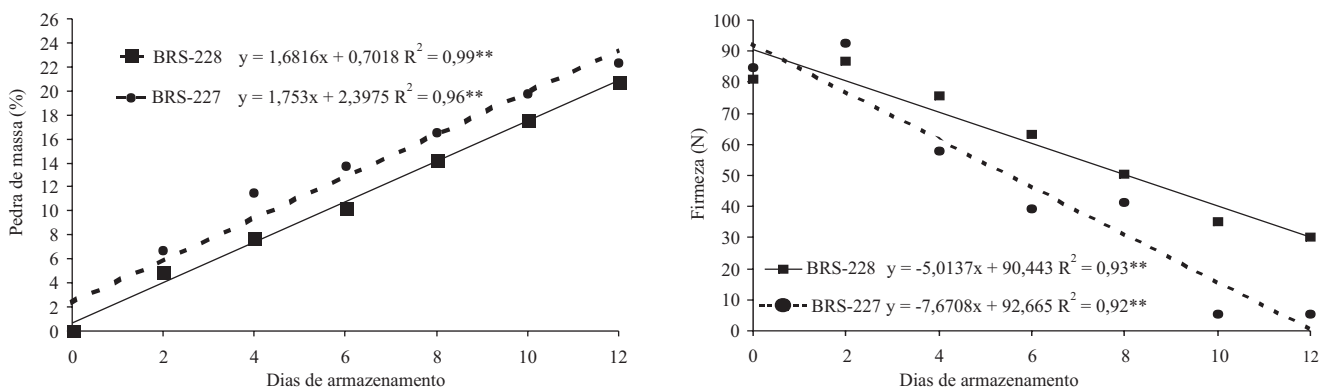 26
24
22
20
18
16
14
12
10
8
6
4
2
0
Pedra de massa (%)
BRS-228 y = 1,6816x + 0,7018 R² = 0,99**
BRS-227 y = 1,753x + 2,3975 R² = 0,96**
0 2 4 6 8 10 12
Dias de armazenamento
100
90
80
70
60
50
40
30
20
10
0
Firmeza (N)
BRS-228 y = -5,0137x + 90,443 R² = 0,93**
BRS-227 y = -7,6708x + 92,665 R² = 0,92**
0 2 4 6 8 10 12
Dias de armazenamento